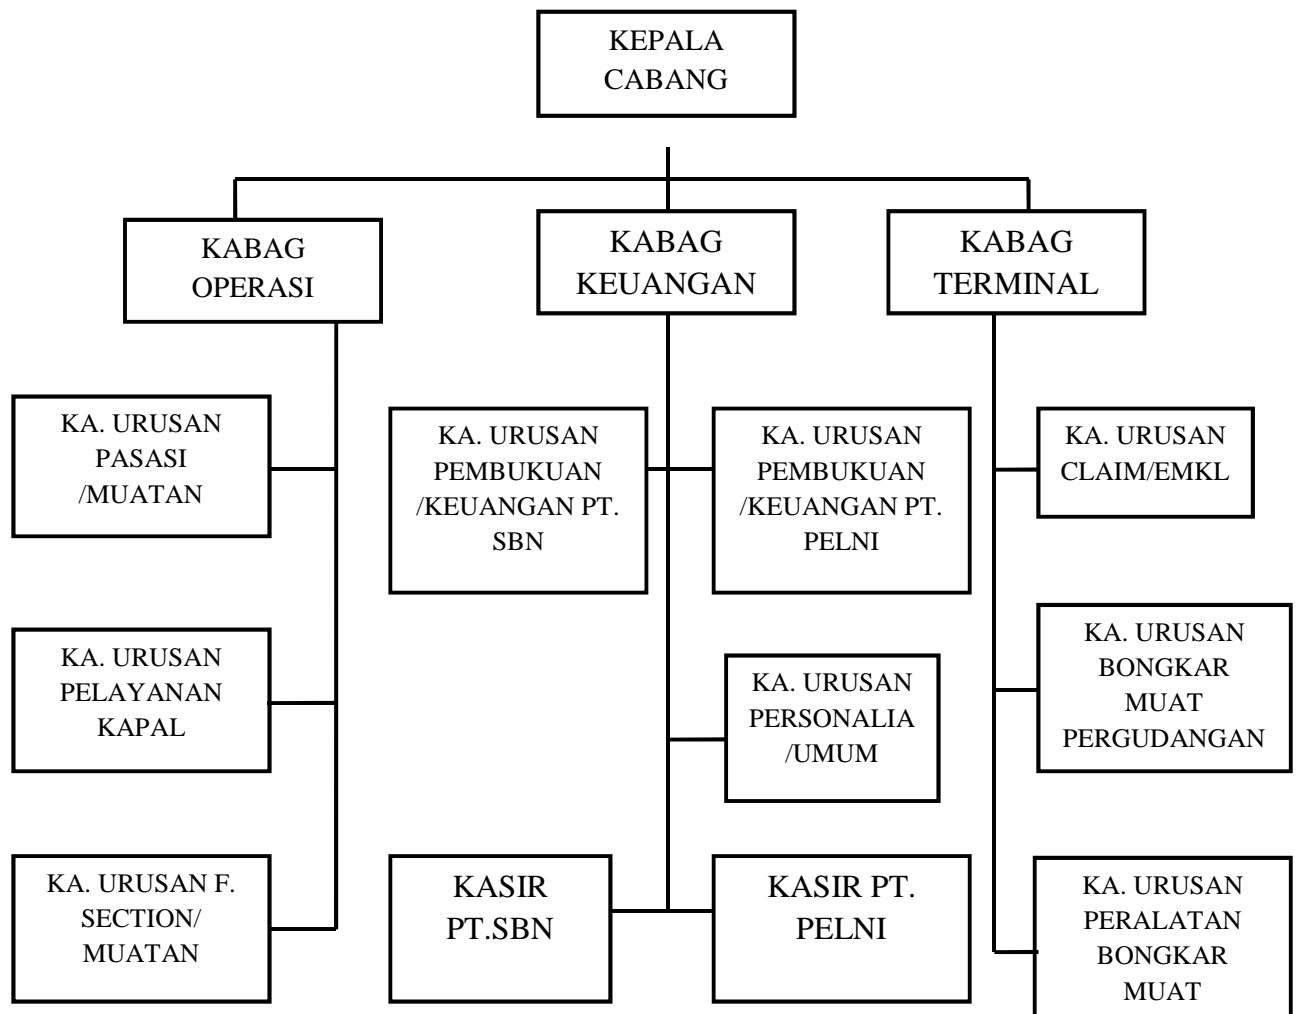 KEPALA
CABANG
KABAG
OPERASI
KABAG
KEUANGAN
KABAG
TERMINAL
KA. URUSAN
PASASI
/MUATAN
KA. URUSAN
PEMBUKUAN
/KEUANGAN PT.
SBN
KA. URUSAN
PEMBUKUAN
/KEUANGAN PT.
PELNI
KA. URUSAN
CLAIM/EMKL
KA. URUSAN
PELAYANAN
KAPAL
KA. URUSAN
PERSONALIA
/UMUM
KA. URUSAN
BONGKAR
MUAT
PERGUDANGAN
KA. URUSAN F.
SECTION/
MUATAN
KASIR
PT.SBN
KASIR PT.
PELNI
KA. URUSAN
PERALATAN
BONGKAR
MUAT